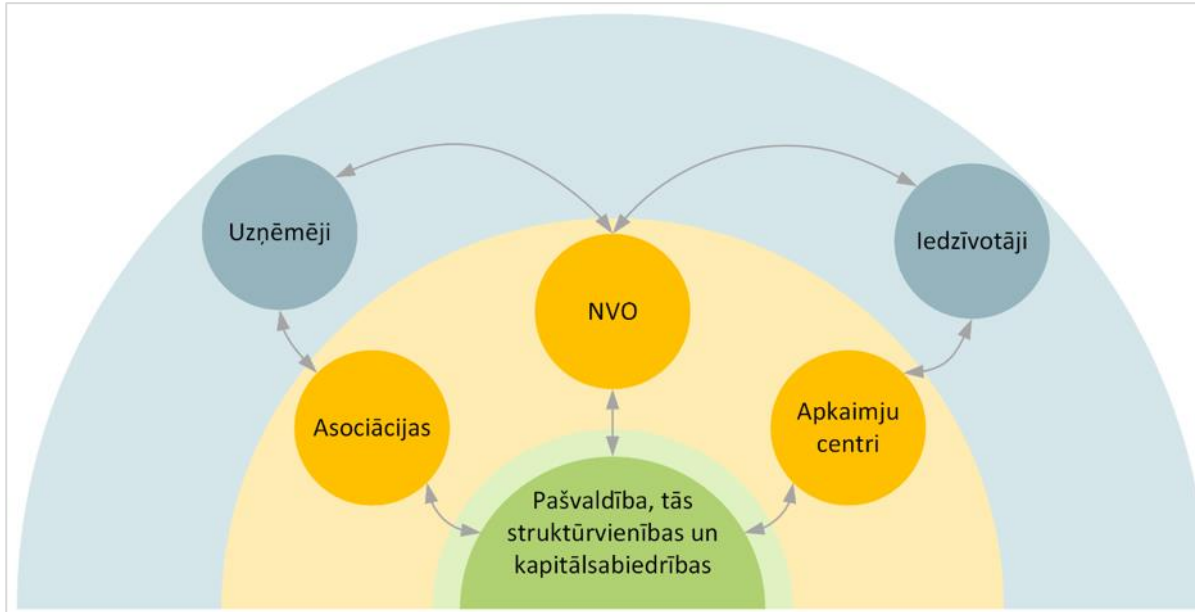 Uzņēmēji
Iedzīvotāji
NVO
Asociācijas
Apkaimju
centri
Pašvaldība, tās
struktūrvienības un
kapitālsabiedrības